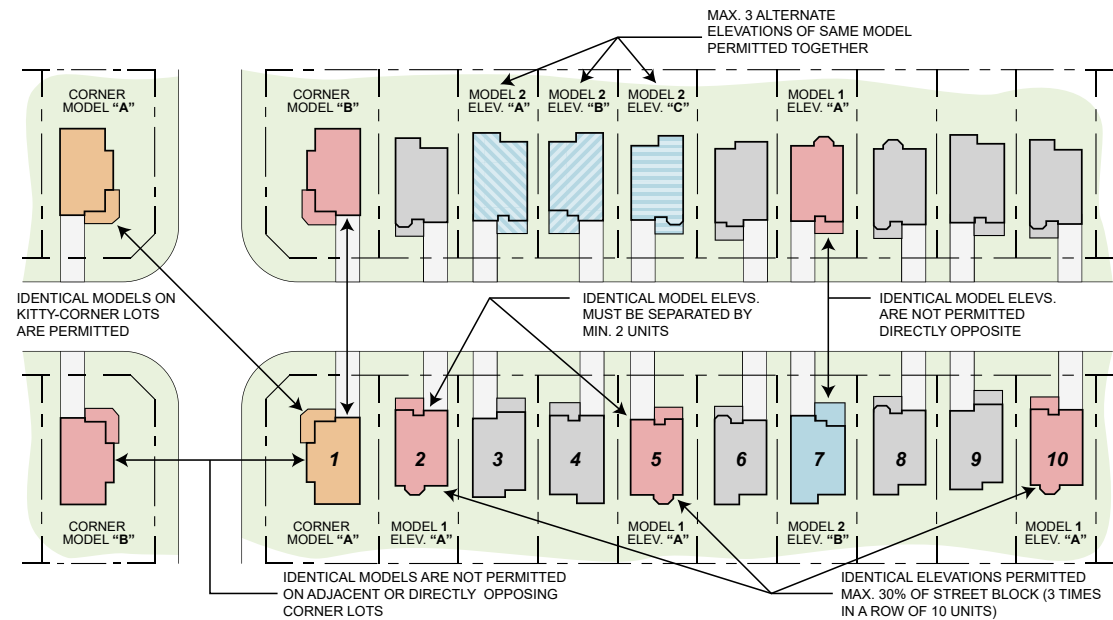 MAX. 3 ALTERNATE
ELEVATIONS OF SAME MODEL
PERMITTED TOGETHER
CORNER
MODEL “A”
CORNER
MODEL “B”
MODEL 2
ELEV. “A”
MODEL 2
ELEV. “B”
MODEL 2
ELEV. “C”
MODEL 1
ELEV. “A”
IDENTICAL MODELS ON
KITTY-CORNER LOTS
ARE PERMITTED
IDENTICAL MODEL ELEVS.
MUST BE SEPARATED BY
MIN. 2 UNITS
IDENTICAL MODEL ELEVS.
ARE NOT PERMITTED
DIRECTLY OPPOSITE
1
2
3
4
5
6
7
8
9
10
CORNER
MODEL “B”
CORNER
MODEL “A”
MODEL 1
ELEV. “A”
MODEL 1
ELEV. “A”
MODEL 2
ELEV. “B”
MODEL 1
ELEV. “A”
IDENTICAL MODELS ARE NOT PERMITTED
ON ADJACENT OR DIRECTLY OPPOSING
CORNER LOTS
IDENTICAL ELEVATIONS PERMITTED
MAX. 30% OF STREET BLOCK (3 TIMES
IN A ROW OF 10 UNITS)